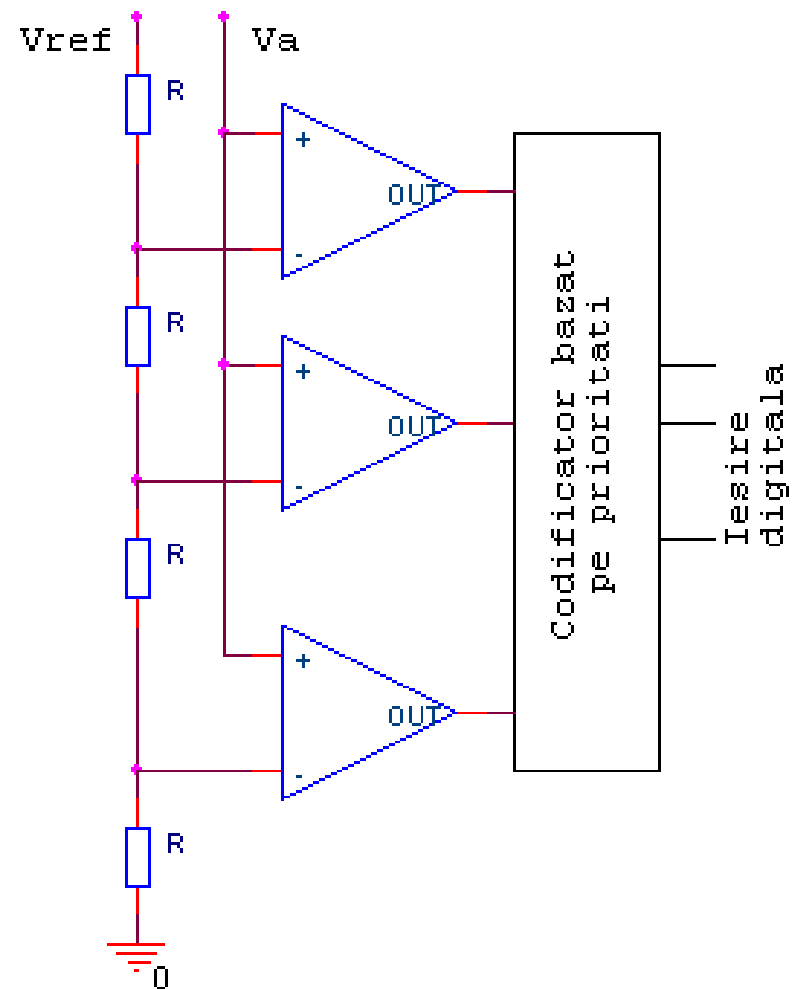 Vref
Va
R
+
OUT
-
R
+
OUT
-
R
+
OUT
-
R
0
Codificator bazat
pe prioritati
Iesire
digitala